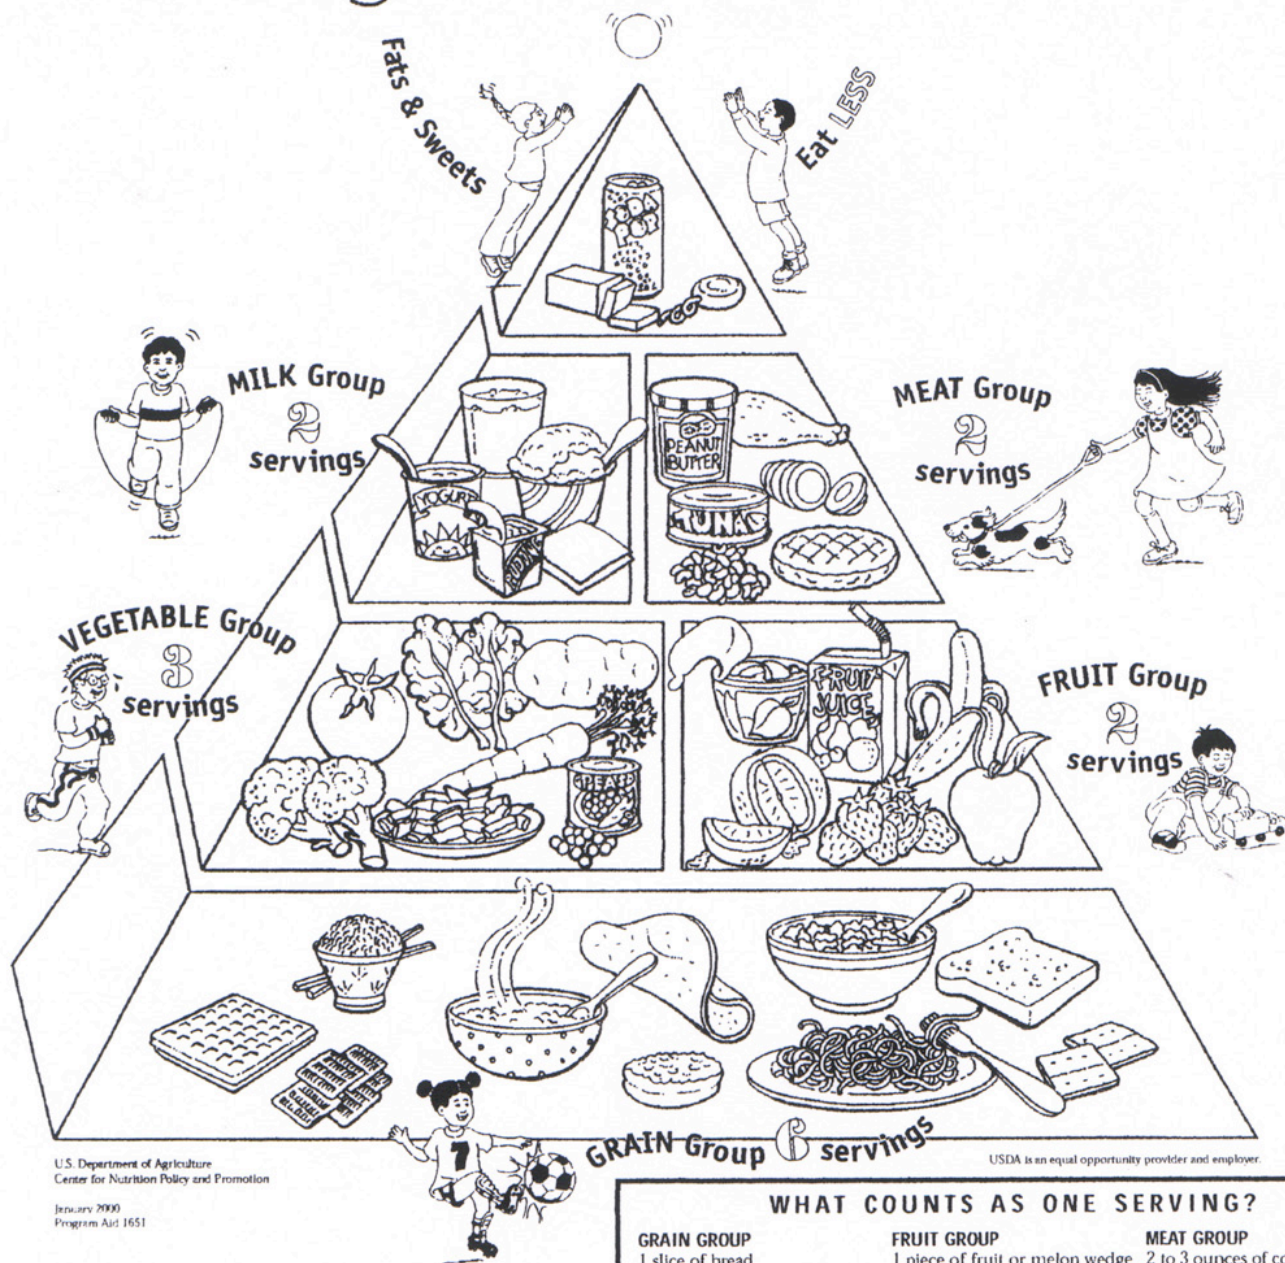 Fats & Sweets
Eat LESS
MILK Group
2
servings
MEAT Group
2
servings
PEANUT
BUTTER
YOGURT
TUNA
PUDDING
VEGETABLE Group
3
servings
FRUIT
JUICE
FRUIT Group
2
servings
7
GRAIN Group 6 servings
U.S. Department of Agriculture
Center for Nutrition Policy and Promotion
January 2000
Program Aid 1651
USDA is an equal opportunity provider and employer.
WHAT COUNTS AS ONE SERVING?
GRAIN GROUP
1 slice of bread
FRUIT GROUP
1 piece of fruit or melon wedge
MEAT GROUP
2 to 3 ounces of